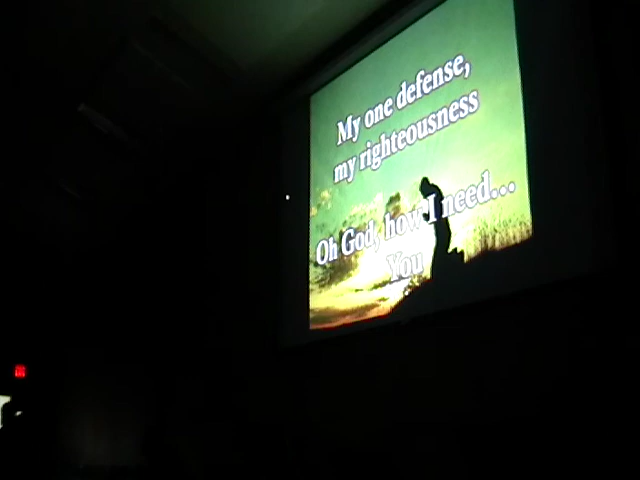 My one defense,
my righteousness
Oh God, how I need...
You